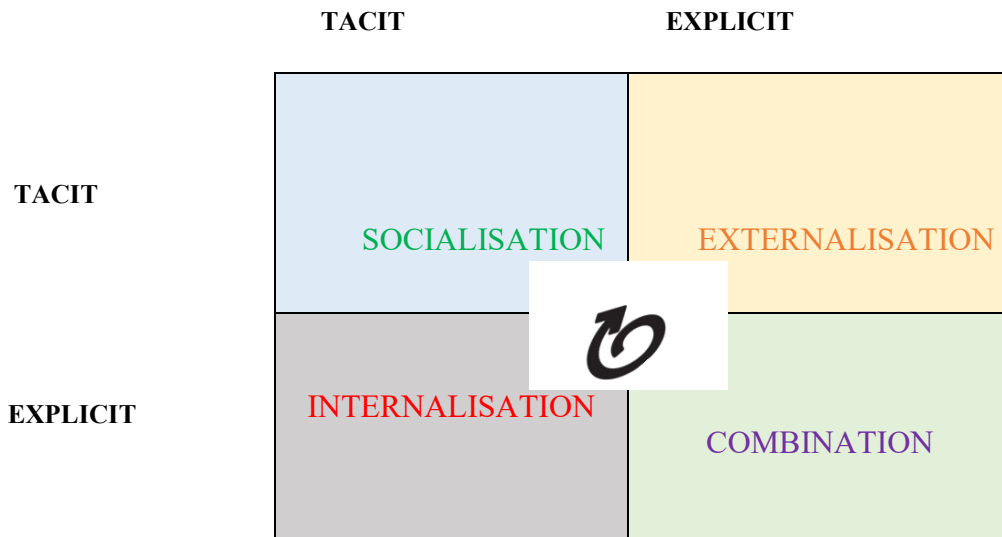 TACIT EXPLICIT
TACIT
SOCIALISATION EXTERNALISATION
INTERNALISATION
EXPLICIT
COMBINATION